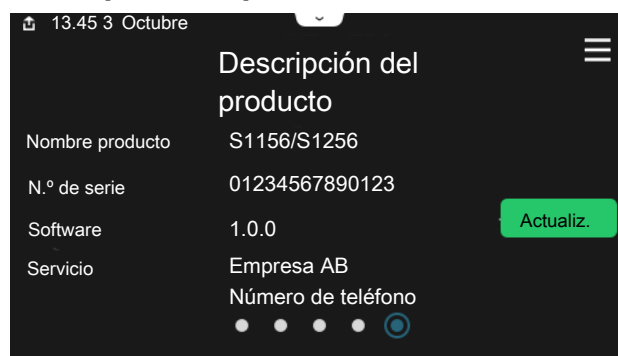 13.45 3 Octubre
Descripción del
producto
Nombre producto S1156/S1256
N.º de serie 01234567890123
Software 1.0.0 Actualiz.
Servicio Empresa AB
Número de teléfono